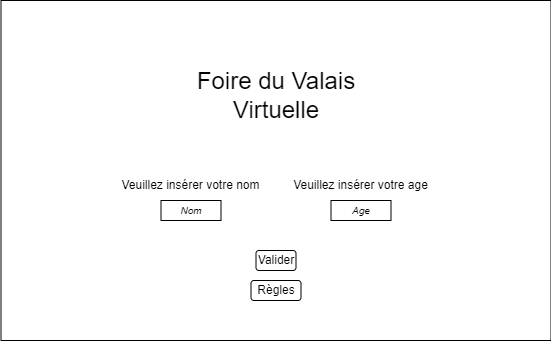 Foire du Valais
Virtuelle
Veuillez insérer votre nom
Veuillez insérer votre age
Nom
Age
Valider
Règles